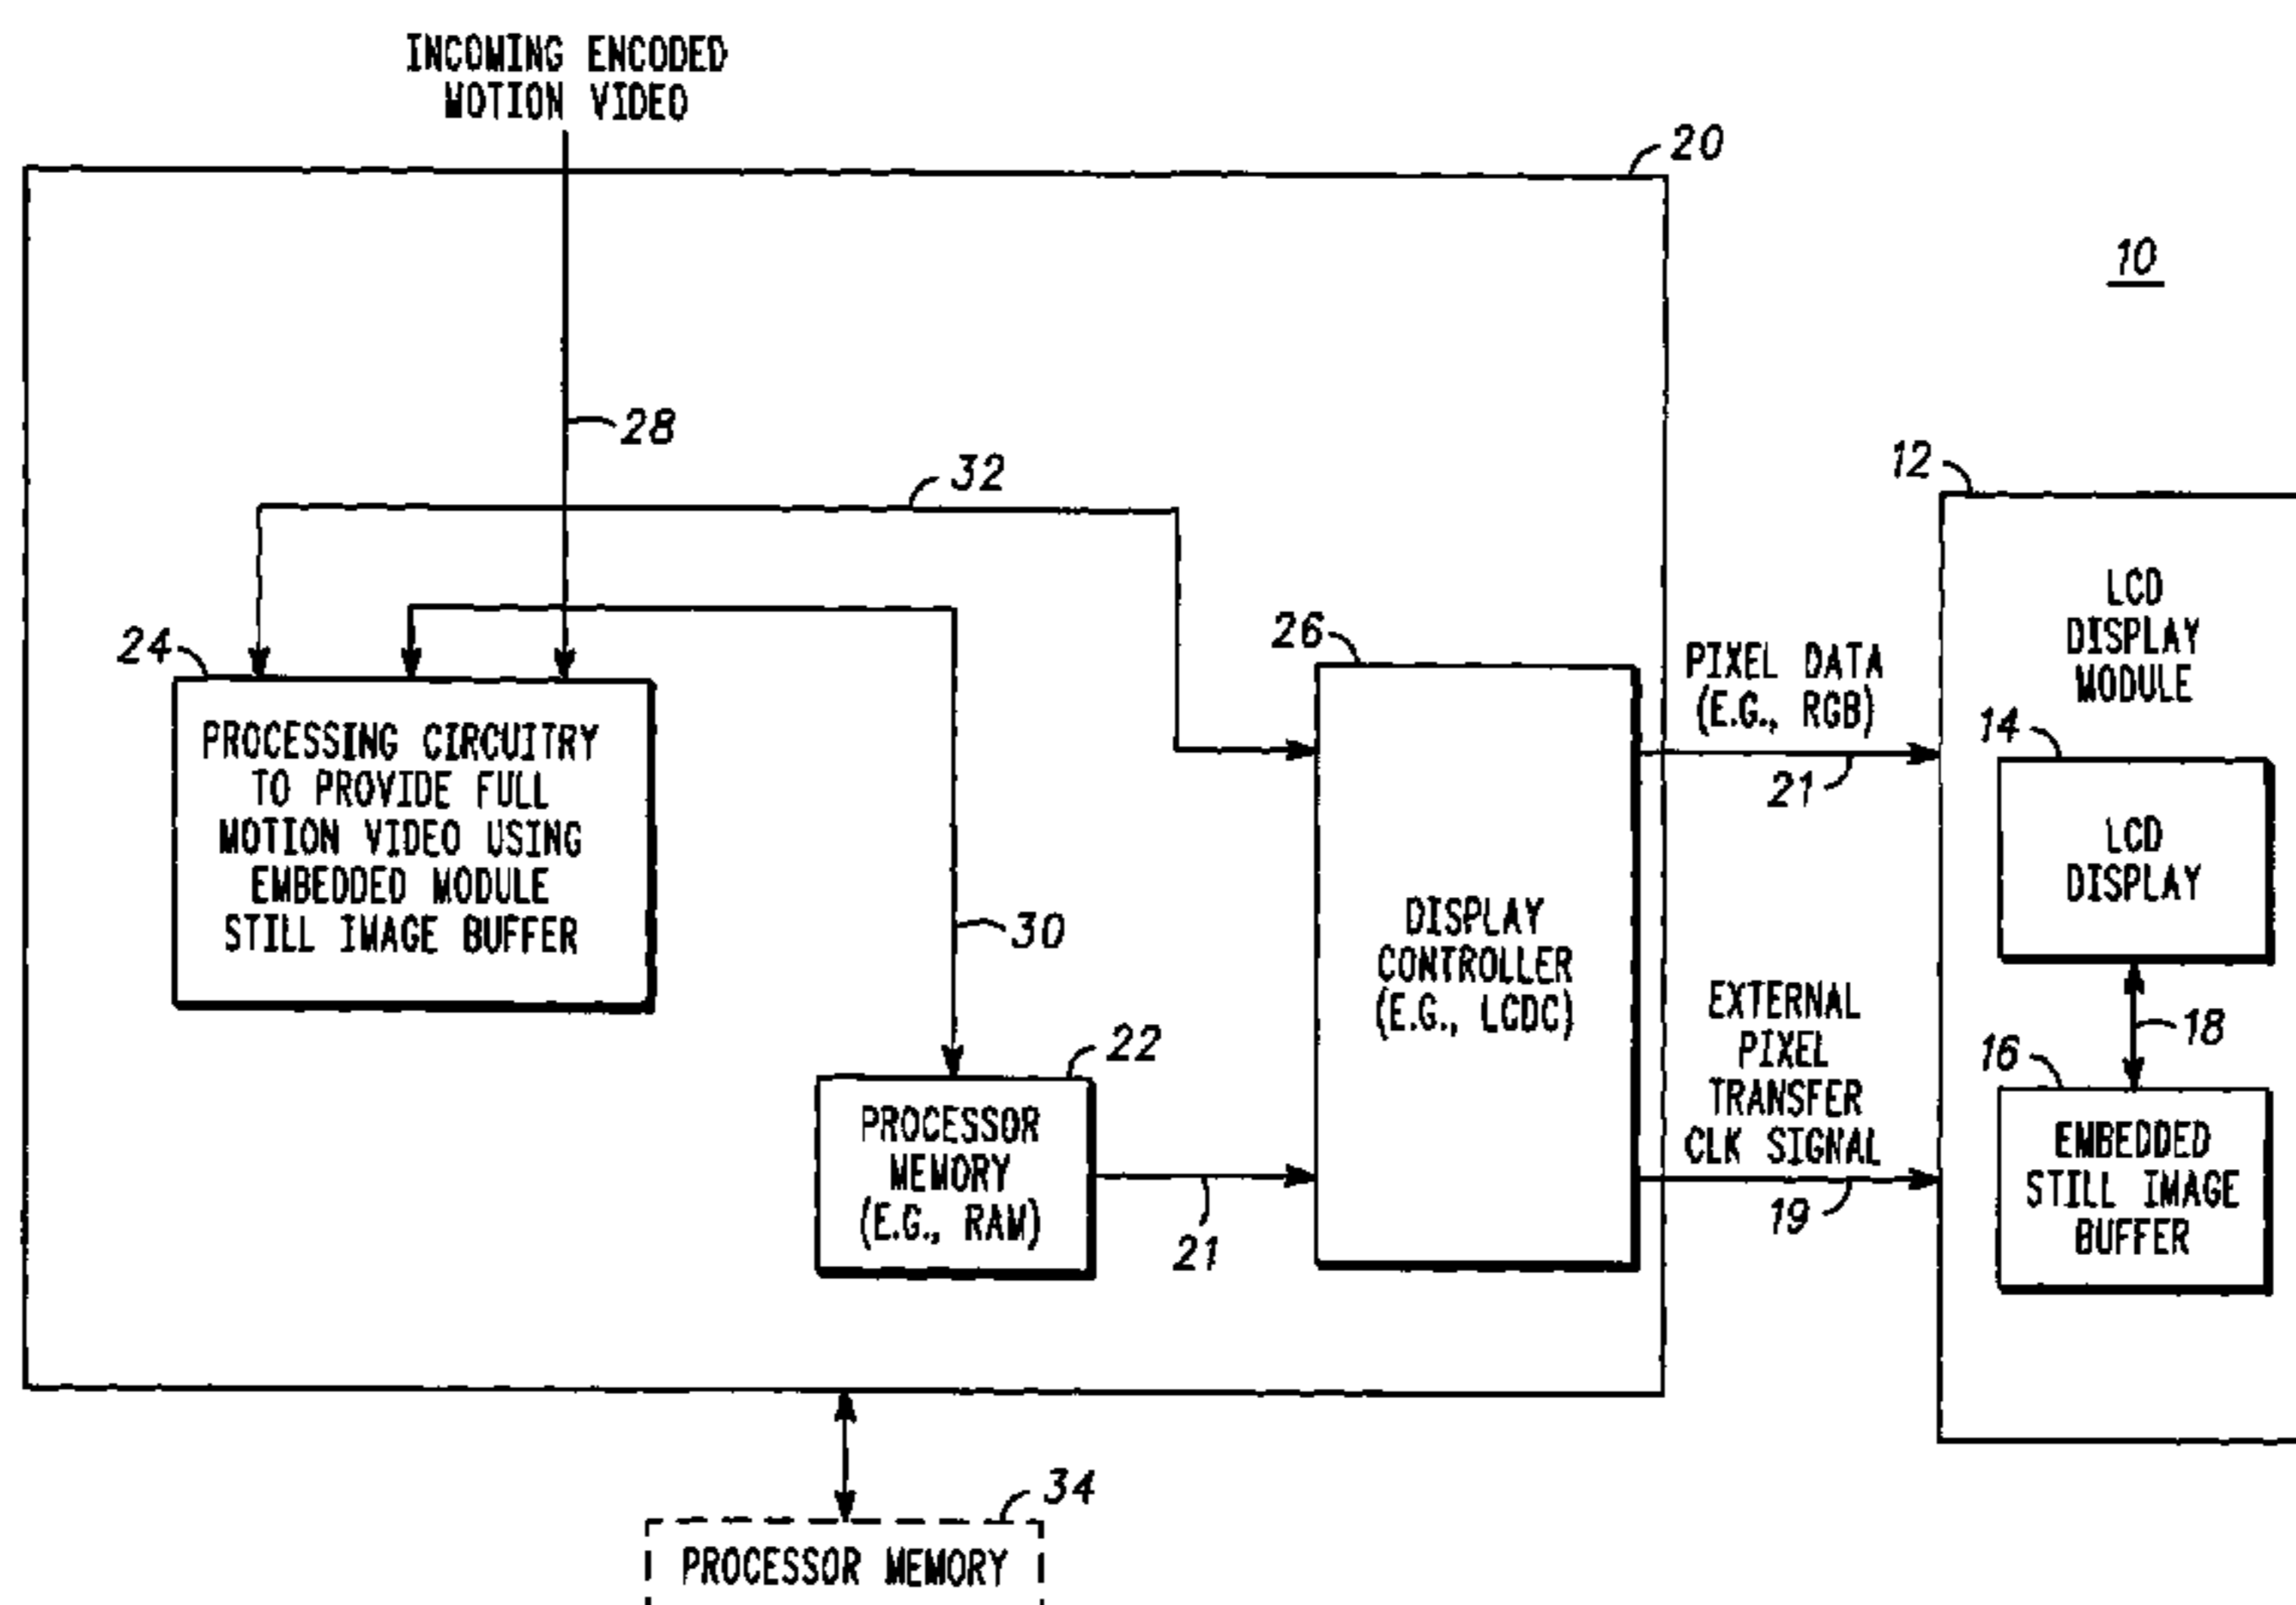 INCOMING ENCODED
MOTION VIDEO
20
10
28
32
12
LCD
DISPLAY
MODULE
24
26
PIXEL DATA
(E.G., RGB)
21
14
PROCESSING CIRCUITRY
TO PROVIDE FULL
MOTION VIDEO USING
EMBEDDED MODULE
STILL IMAGE BUFFER
LCD
DISPLAY
30
DISPLAY
CONTROLLER
(E.G., LCDC)
EXTERNAL
PIXEL
TRANSFER
CLK SIGNAL
19
18
16
22
PROCESSOR
MEMORY
(E.G., RAM)
21
EMBEDDED
STILL IMAGE
BUFFER
34
PROCESSOR MEMORY